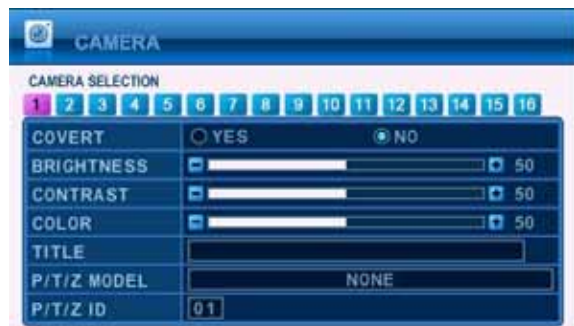 CAMERA
CAMERA SELECTION
1 2 3 4 5 6 7 8 9 10 11 12 13 14 15 16
COVERT YES NO
BRIGHTNESS 50
CONTRAST 50
COLOR 50
TITLE
P/T/Z MODEL NONE
P/T/Z ID 01